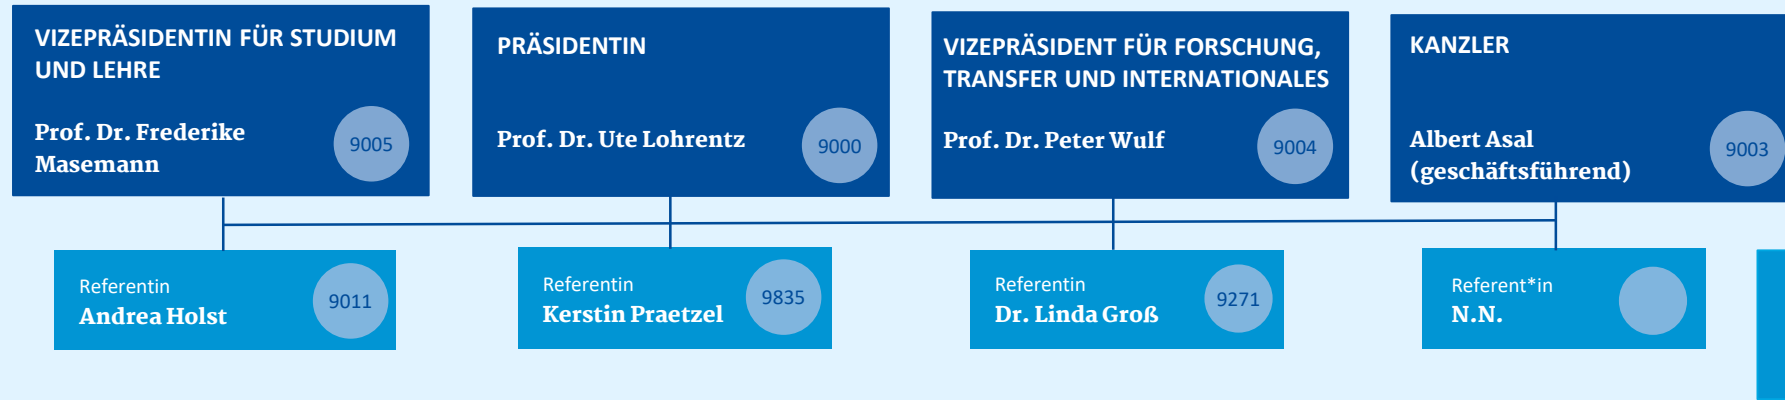 VIZEPRÄSIDENTIN FÜR STUDIUM
UND LEHRE
Prof. Dr. Frederike
Masemann
9005
PRÄSIDENTIN
Prof. Dr. Ute Lohrentz
9000
VIZEPRÄSIDENT FÜR FORSCHUNG,
TRANSFER UND INTERNATIONALES
Prof. Dr. Peter Wulf
9004
KANZLER
Albert Asal
(geschäftsführend)
9003
Referentin
Andrea Holst
9011
Referentin
Kerstin Praetzel
9835
Referentin
Dr. Linda Groß
9271
Referent*in
N.N.